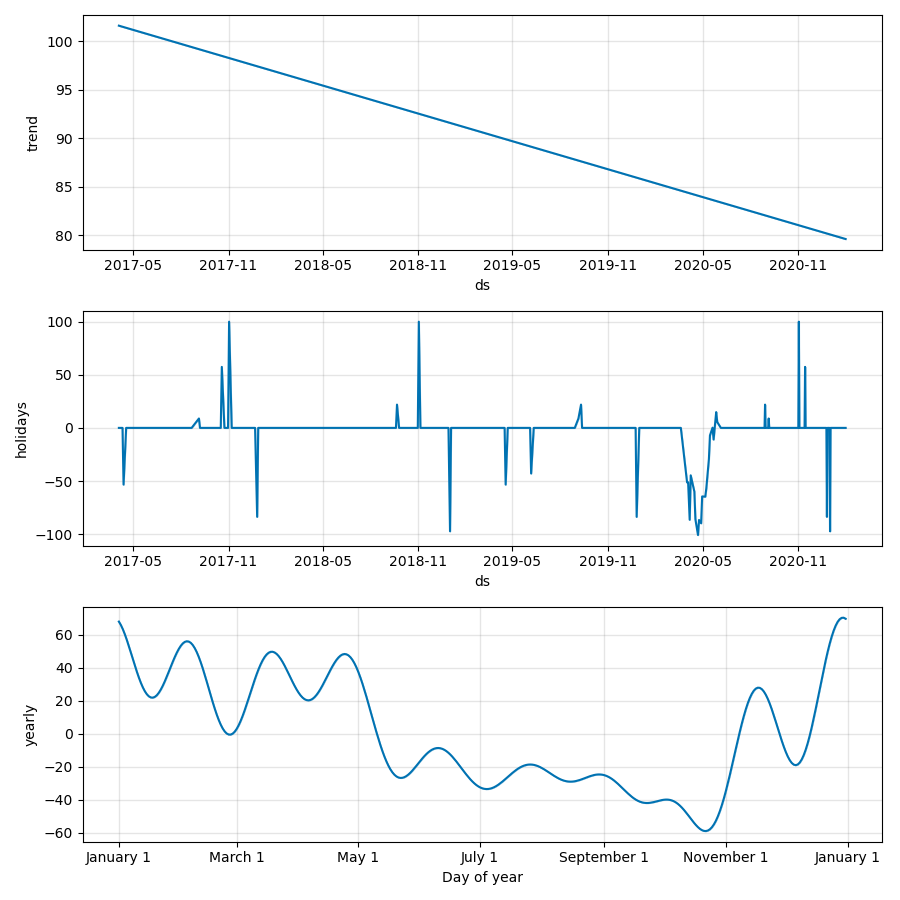 100
95
90
85
80
trend
2017-05 2017-11 2018-05 2018-11 2019-05 2019-11 2020-05 2020-11
ds
100
50
0
−50
−100
holidays
2017-05 2017-11 2018-05 2018-11 2019-05 2019-11 2020-05 2020-11
ds
60
40
20
0
−20
−40
−60
yearly
January 1 March 1 May 1 July 1 September 1 November 1 January 1
Day of year